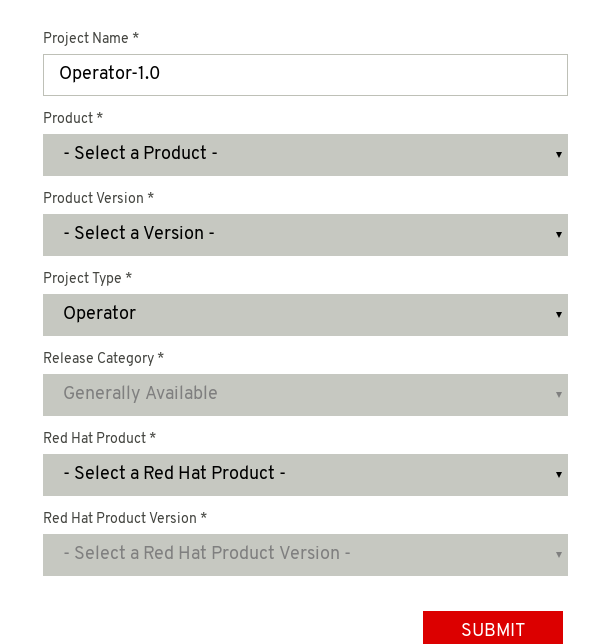 Project Name *
Operator-1.0
Product *
- Select a Product -
Product Version *
- Select a Version -
Project Type *
Operator
Release Category *
Generally Available
Red Hat Product *
- Select a Red Hat Product -
Red Hat Product Version *
- Select a Red Hat Product Version -
SUBMIT